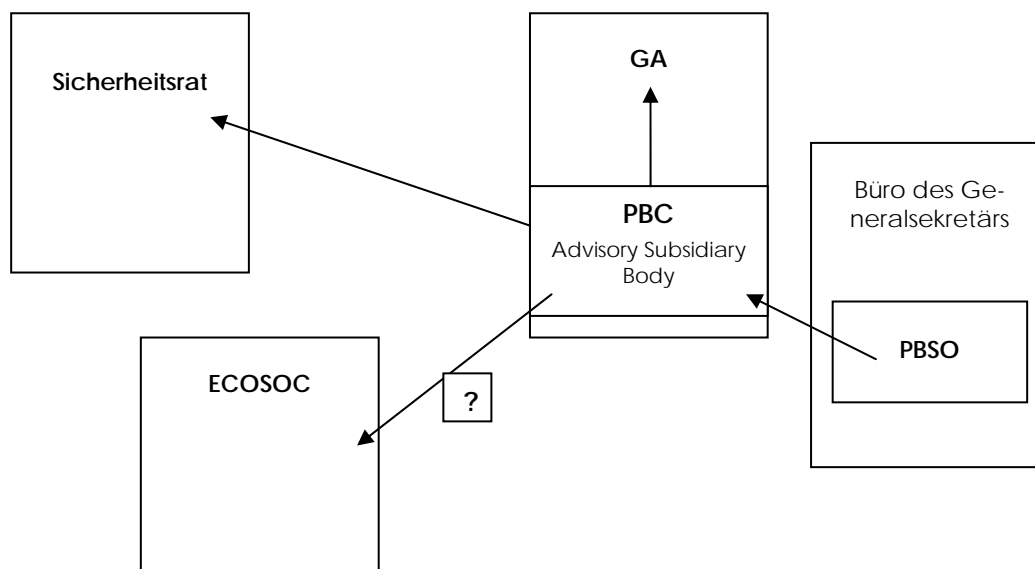 Sicherheitsrat
GA
PBC
Advisory Subsidiary
Body
Büro des Ge-
neralsekretärs
PBSO
ECOSOC
?